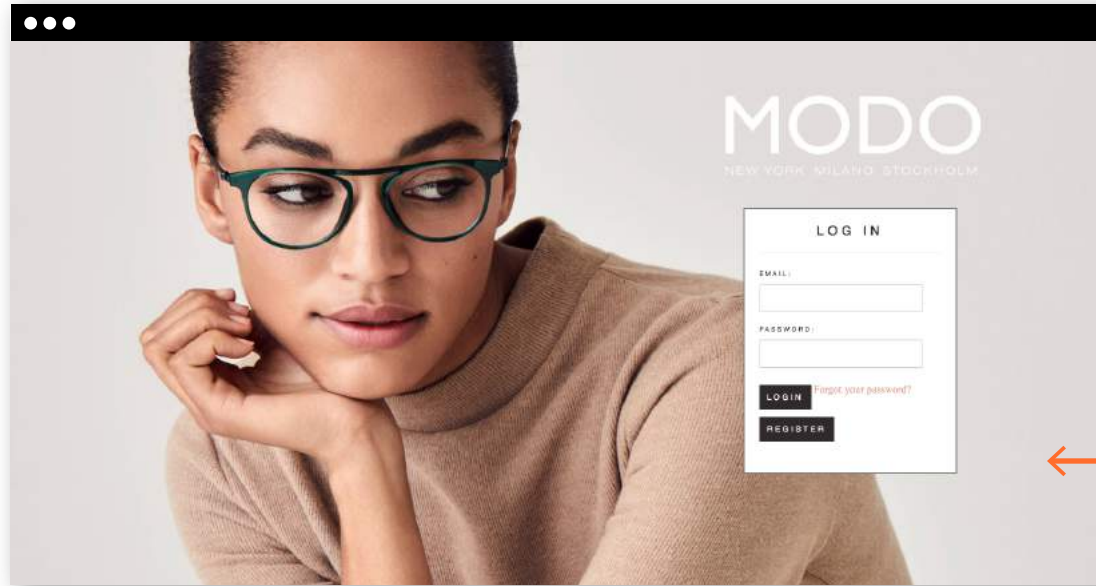 MODO
NEW YORK MILANO STOCKHOLM
LOG IN
EMAIL:
PASSWORD:
LOGIN Forgot your password?
REGISTER